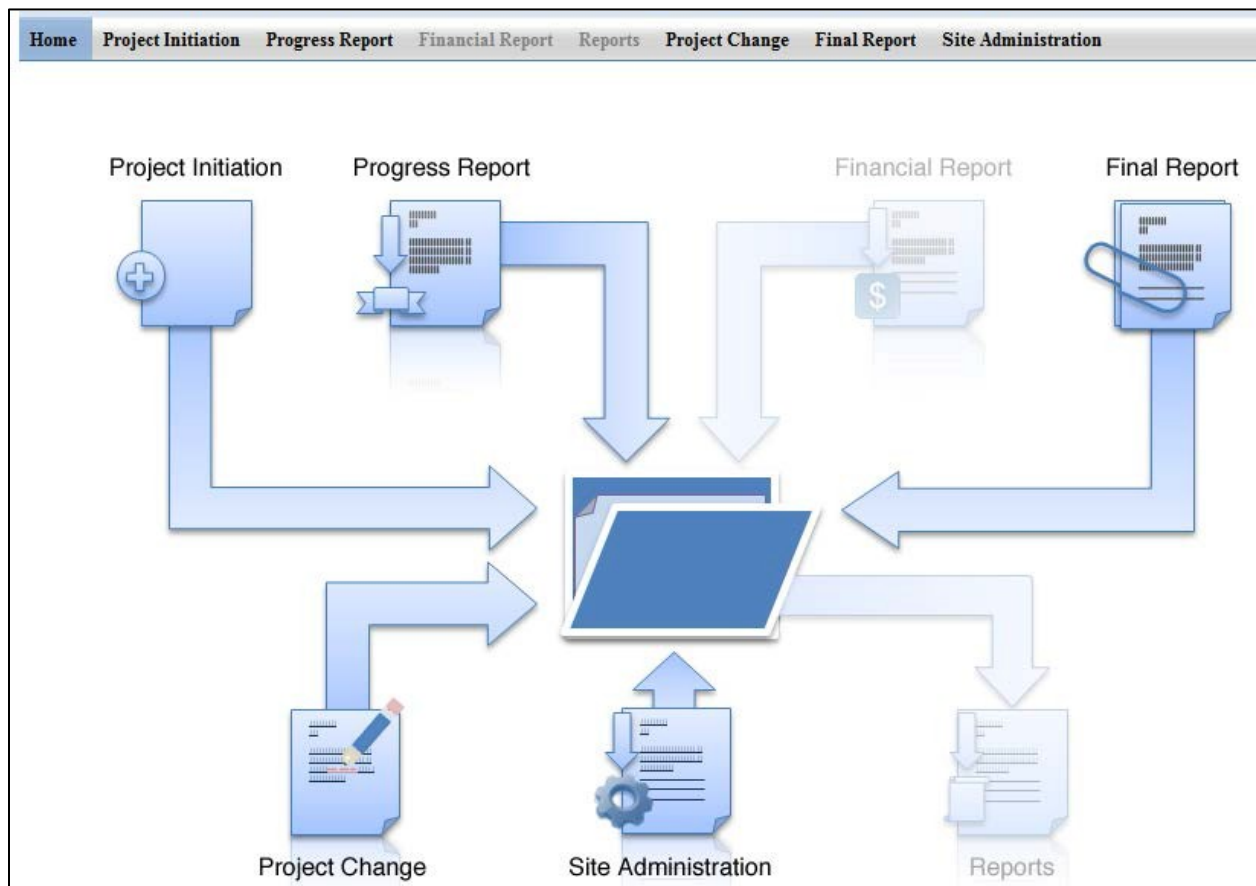 Home Project Initiation Progress Report Financial Report Reports Project Change Final Report Site Administration
Project Initiation Progress Report Financial Report Final Report
$
Project Change Site Administration Reports